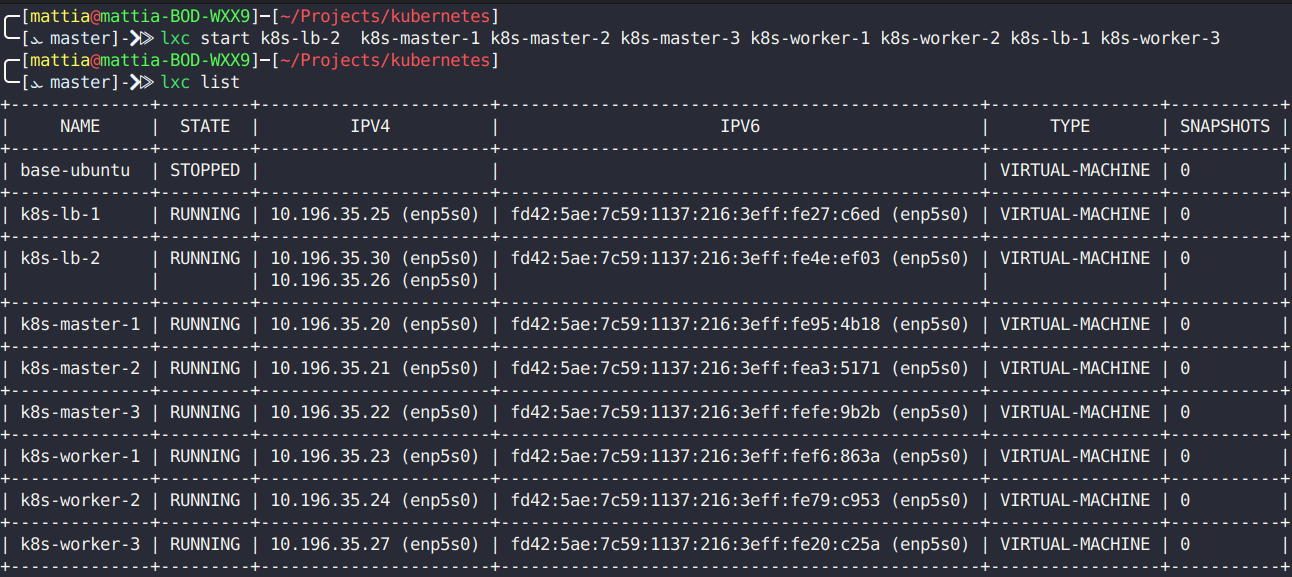 [mattia@mattia-BOD-WXX9]-[~/Projects/kubernetes]
[master]-> lxc start k8s-lb-2  k8s-master-1 k8s-master-2 k8s-master-3 k8s-worker-1 k8s-worker-2 k8s-lb-1 k8s-worker-3
[mattia@mattia-BOD-WXX9]-[~/Projects/kubernetes]
[master]-> lxc list
| NAME | STATE | IPV4 | IPV6 | TYPE | SNAPSHOTS |
| base-ubuntu | STOPPED | | | VIRTUAL-MACHINE | 0 |
| k8s-lb-1 | RUNNING | 10.196.35.25 (enp5s0) | fd42:5ae:7c59:1137:216:3eff:fe27:c6ed (enp5s0) | VIRTUAL-MACHINE | 0 |
| k8s-lb-2 | RUNNING | 10.196.35.30 (enp5s0) | fd42:5ae:7c59:1137:216:3eff:fe4e:ef03 (enp5s0) | VIRTUAL-MACHINE | 0 |
| | | 10.196.35.26 (enp5s0) | | | |
| k8s-master-1 | RUNNING | 10.196.35.20 (enp5s0) | fd42:5ae:7c59:1137:216:3eff:fe95:4b18 (enp5s0) | VIRTUAL-MACHINE | 0 |
| k8s-master-2 | RUNNING | 10.196.35.21 (enp5s0) | fd42:5ae:7c59:1137:216:3eff:fea3:5171 (enp5s0) | VIRTUAL-MACHINE | 0 |
| k8s-master-3 | RUNNING | 10.196.35.22 (enp5s0) | fd42:5ae:7c59:1137:216:3eff:fefe:9b2b (enp5s0) | VIRTUAL-MACHINE | 0 |
| k8s-worker-1 | RUNNING | 10.196.35.23 (enp5s0) | fd42:5ae:7c59:1137:216:3eff:fef6:863a (enp5s0) | VIRTUAL-MACHINE | 0 |
| k8s-worker-2 | RUNNING | 10.196.35.24 (enp5s0) | fd42:5ae:7c59:1137:216:3eff:fe79:c953 (enp5s0) | VIRTUAL-MACHINE | 0 |
| k8s-worker-3 | RUNNING | 10.196.35.27 (enp5s0) | fd42:5ae:7c59:1137:216:3eff:fe20:c25a (enp5s0) | VIRTUAL-MACHINE | 0 |